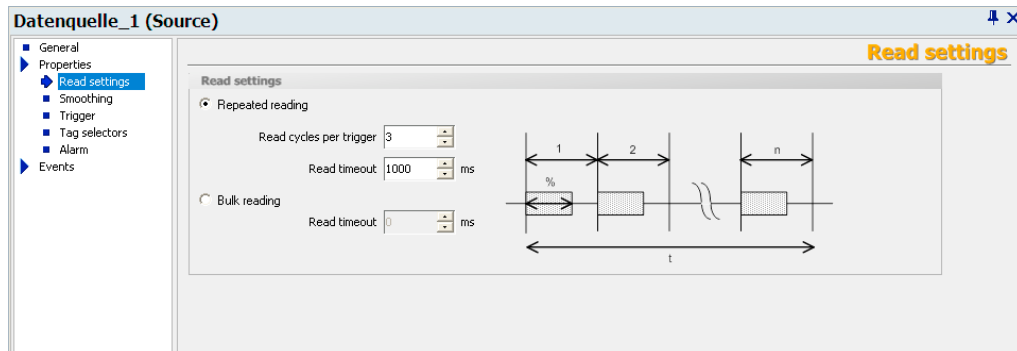 Datenquelle_1 (Source)
General
Properties
Read settings
Smoothing
Trigger
Tag selectors
Alarm
Events
Read settings
Read settings
Repeated reading
Read cycles per trigger 3
Read timeout 1000 ms
Bulk reading
Read timeout 0 ms
1 2 n
%
t